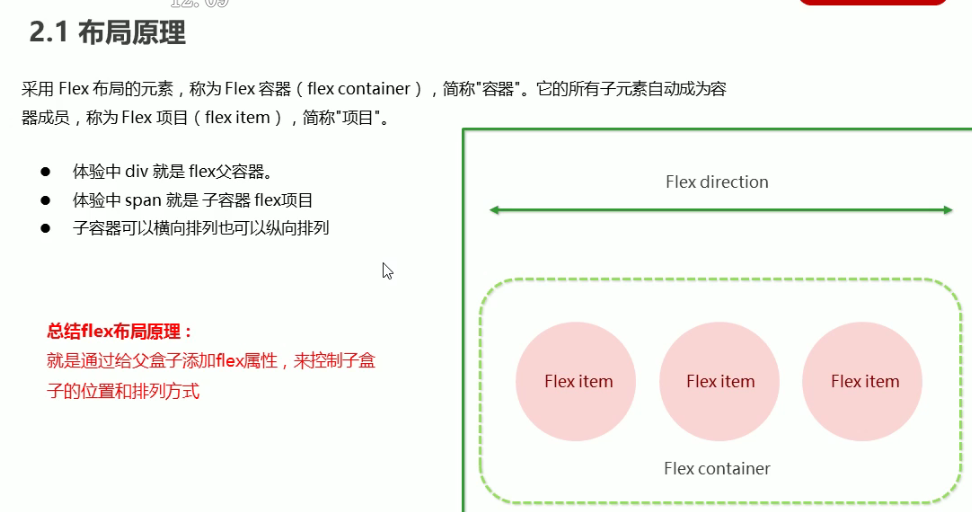 2.1 布局原理
采用 Flex 布局的元素，称为 Flex 容器（flex container），简称"容器"。它的所有子元素自动成为容
器成员，称为 Flex 项目（flex item），简称"项目"。
● 体验中 div 就是 flex父容器。
● 体验中 span 就是 子容器 flex项目
● 子容器可以横向排列也可以纵向排列
总结flex布局原理：
就是通过给父盒子添加flex属性，来控制子盒
子的位置和排列方式
Flex direction
Flex item Flex item Flex item
Flex container